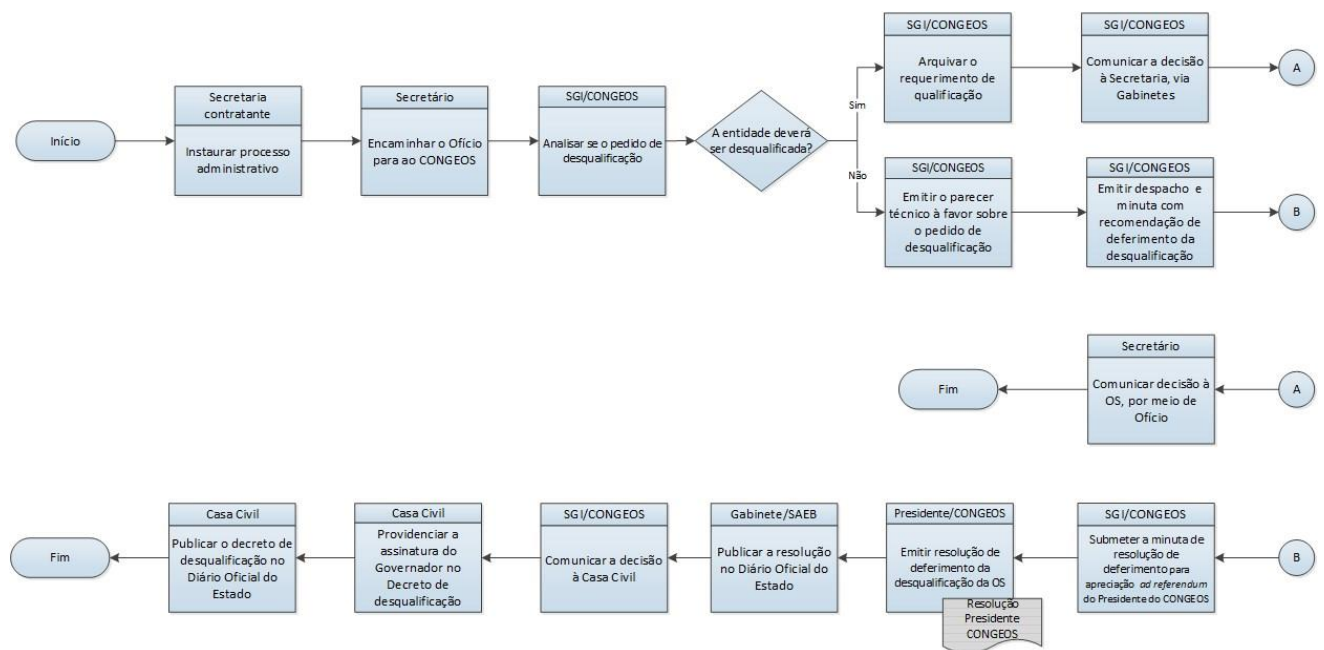 Início
Secretaria
contratante
Instaurar processo
administrativo
Secretário
Encaminhar o Ofício
para ao CONGEOS
SGI/CONGEOS
Analisar se o pedido de
desqualificação
A entidade deverá
ser desqualificada?
Sim
Não
SGI/CONGEOS
Arquivar o
requerimento de
qualificação
SGI/CONGEOS
Comunicar a decisão
à Secretaria, via
Gabinetes
A
SGI/CONGEOS
Emitir o parecer
técnico à favor sobre
o pedido de
desqualificação
SGI/CONGEOS
Emitir despacho e
minuta com
recomendação de
deferimento da
desqualificação
B
Fim
Secretário
Comunicar decisão à
OS, por meio de
Ofício
A
Fim
Casa Civil
Publicar o decreto de
desqualificação no
Diário Oficial do
Estado
Casa Civil
Providenciar a
assinatura do
Governador no
Decreto de
desqualificação
SGI/CONGEOS
Comunicar a decisão
à Casa Civil
Gabinete/SAEB
Publicar a resolução
no Diário Oficial do
Estado
Presidente/CONGEOS
Emitir resolução de
deferimento da
desqualificação da OS
Resolução
Presidente
CONGEOS
SGI/CONGEOS
Submeter a minuta de
resolução de
deferimento para
apreciação ad referendum
do Presidente do CONGEOS
B